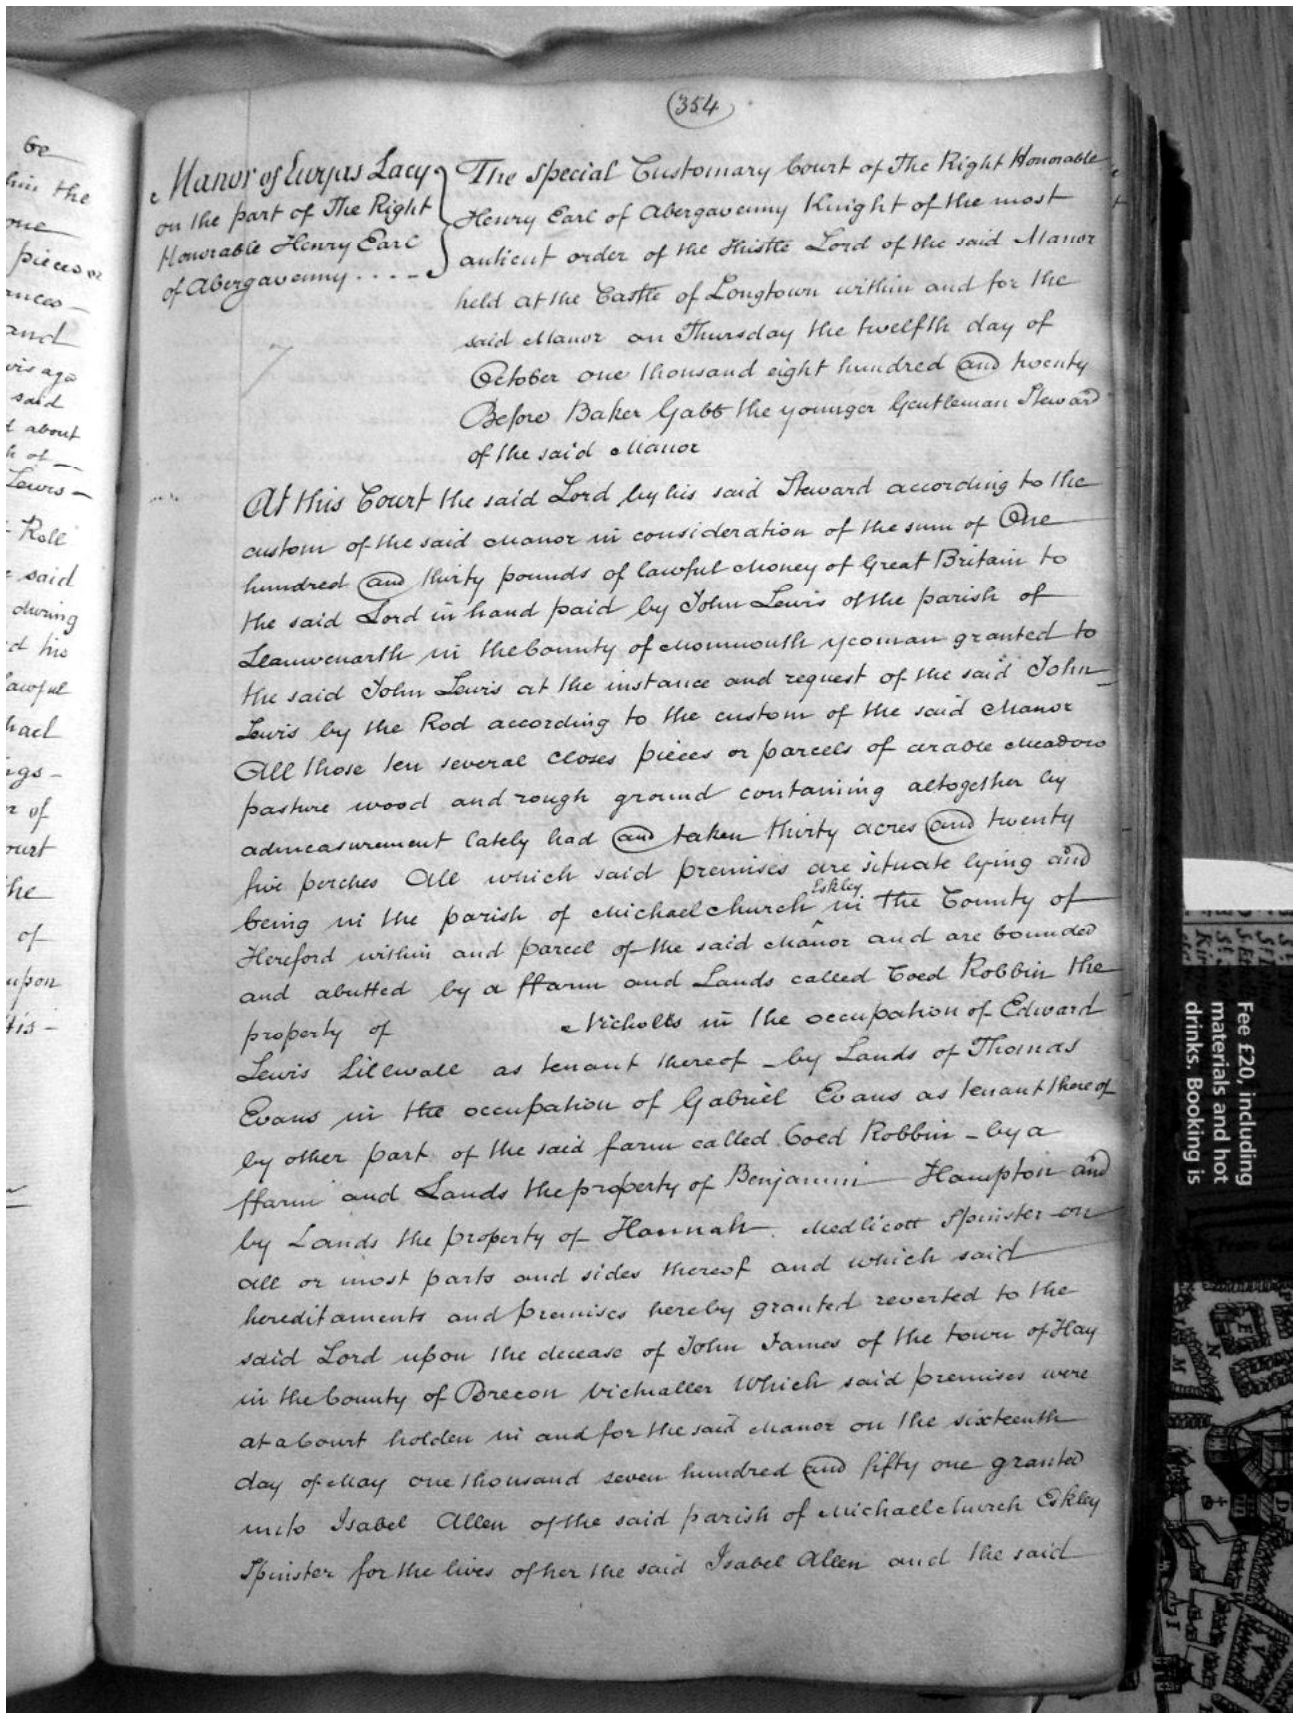 354
Manor of Ewyas Lacy
on the part of The Right
Honorable Henry Earl
of Abergavenny . . . . -
The Special Customary Court of The Right Honorable
Henry Earl of Abergavenny Knight of the most
antient order of the Thistle Lord of the said Manor
held at the Castle of Longtown within and for the
said Manor on Thursday the twelfth day of
October one thousand eight hundred and twenty
Before Baker Gabb the younger Gentleman Steward
of the said Manor
At this Court the said Lord by his said Steward according to the
custom of the said Manor in consideration of the sum of One
hundred and thirty pounds of lawful Money of Great Britain to
the said Lord in hand paid by John Lewis of the parish of
Llanwenarth in the County of Monmouth yeoman granted to
the said John Lewis at the instance and request of the said John
Lewis by the Rod according to the custom of the said Manor
All those ten several closes pieces or parcels of arable Meadow
pasture wood and rough ground containing altogether by
admeasurement lately had and taken thirty acres and twenty
five perches All which said premises are situate lying and
being in the parish of Michaelchurch Eskley in the County of
Hereford within and parcel of the said Manor and are bounded
and abutted by a ffarm and Lands called Coed Robbin the
property of Nicholls in the occupation of Edward
Lewis Lillwall as tenant thereof - by Lands of Thomas
Evans in the occupation of Gabriel Evans as tenant thereof
by other part of the said farm called Coed Robbin - by a
ffarm and Lands the property of Benjamin Hampton and
by Lands the property of Hannah Medlicott Spinster on
all or most parts and sides thereof and which said
hereditaments and premises hereby granted reverted to the
said Lord upon the decease of John James of the town of Hay
in the County of Brecon Victualler Which said premises were
at a Court holden in and for the said Manor on the sixteenth
day of May one thousand seven hundred and fifty one granted
unto Isabel Allen of the said parish of Michaelchurch Eskley
Spinster for the lives of her the said Isabel Allen and the said
be
the
pieces or
and
said
about
of
Lewis -
Roll
said
during
his
lawful
of
of
upon
Fee £20, including
materials and hot
drinks. Booking is